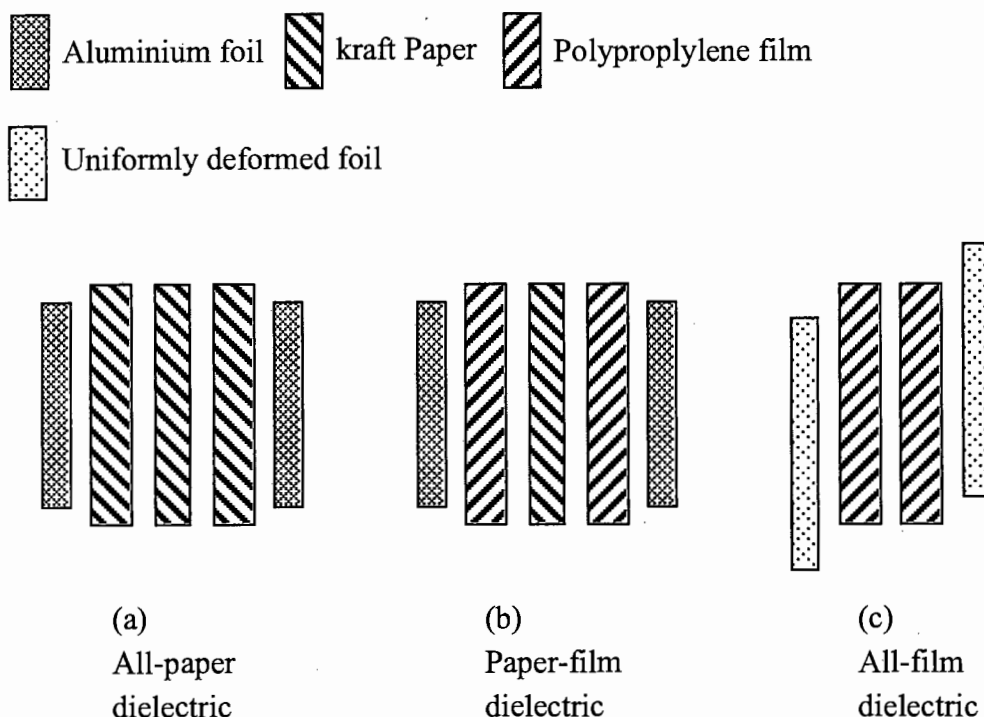 Aluminium foil kraft Paper Polyproplylene film
Uniformly deformed foil
(a) (b) (c)
All-paper Paper-film All-film
dielectric dielectric dielectric